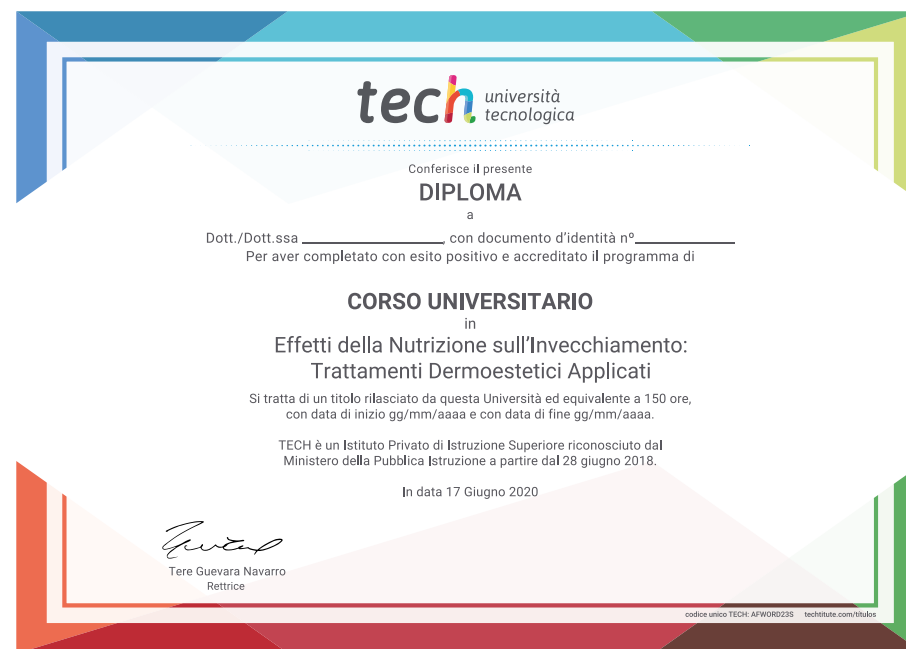 tech università
tecnologica
Conferisce il presente
DIPLOMA
a
Dott./Dott.ssa ____________________, con documento d'identità nº______________
Per aver completato con esito positivo e accreditato il programma di
CORSO UNIVERSITARIO
in
Effetti della Nutrizione sull'Invecchiamento:
Trattamenti Dermoestetici Applicati
Si tratta di un titolo rilasciato da questa Università ed equivalente a 150 ore,
con data di inizio gg/mm/aaaa e con data di fine gg/mm/aaaa.
TECH è un Istituto Privato di Istruzione Superiore riconosciuto dal
Ministero della Pubblica Istruzione a partire dal 28 giugno 2018.
In data 17 Giugno 2020
Tere Guevara Navarro
Rettrice
codice unico TECH: AFWORD23S techtitute.com/títulos